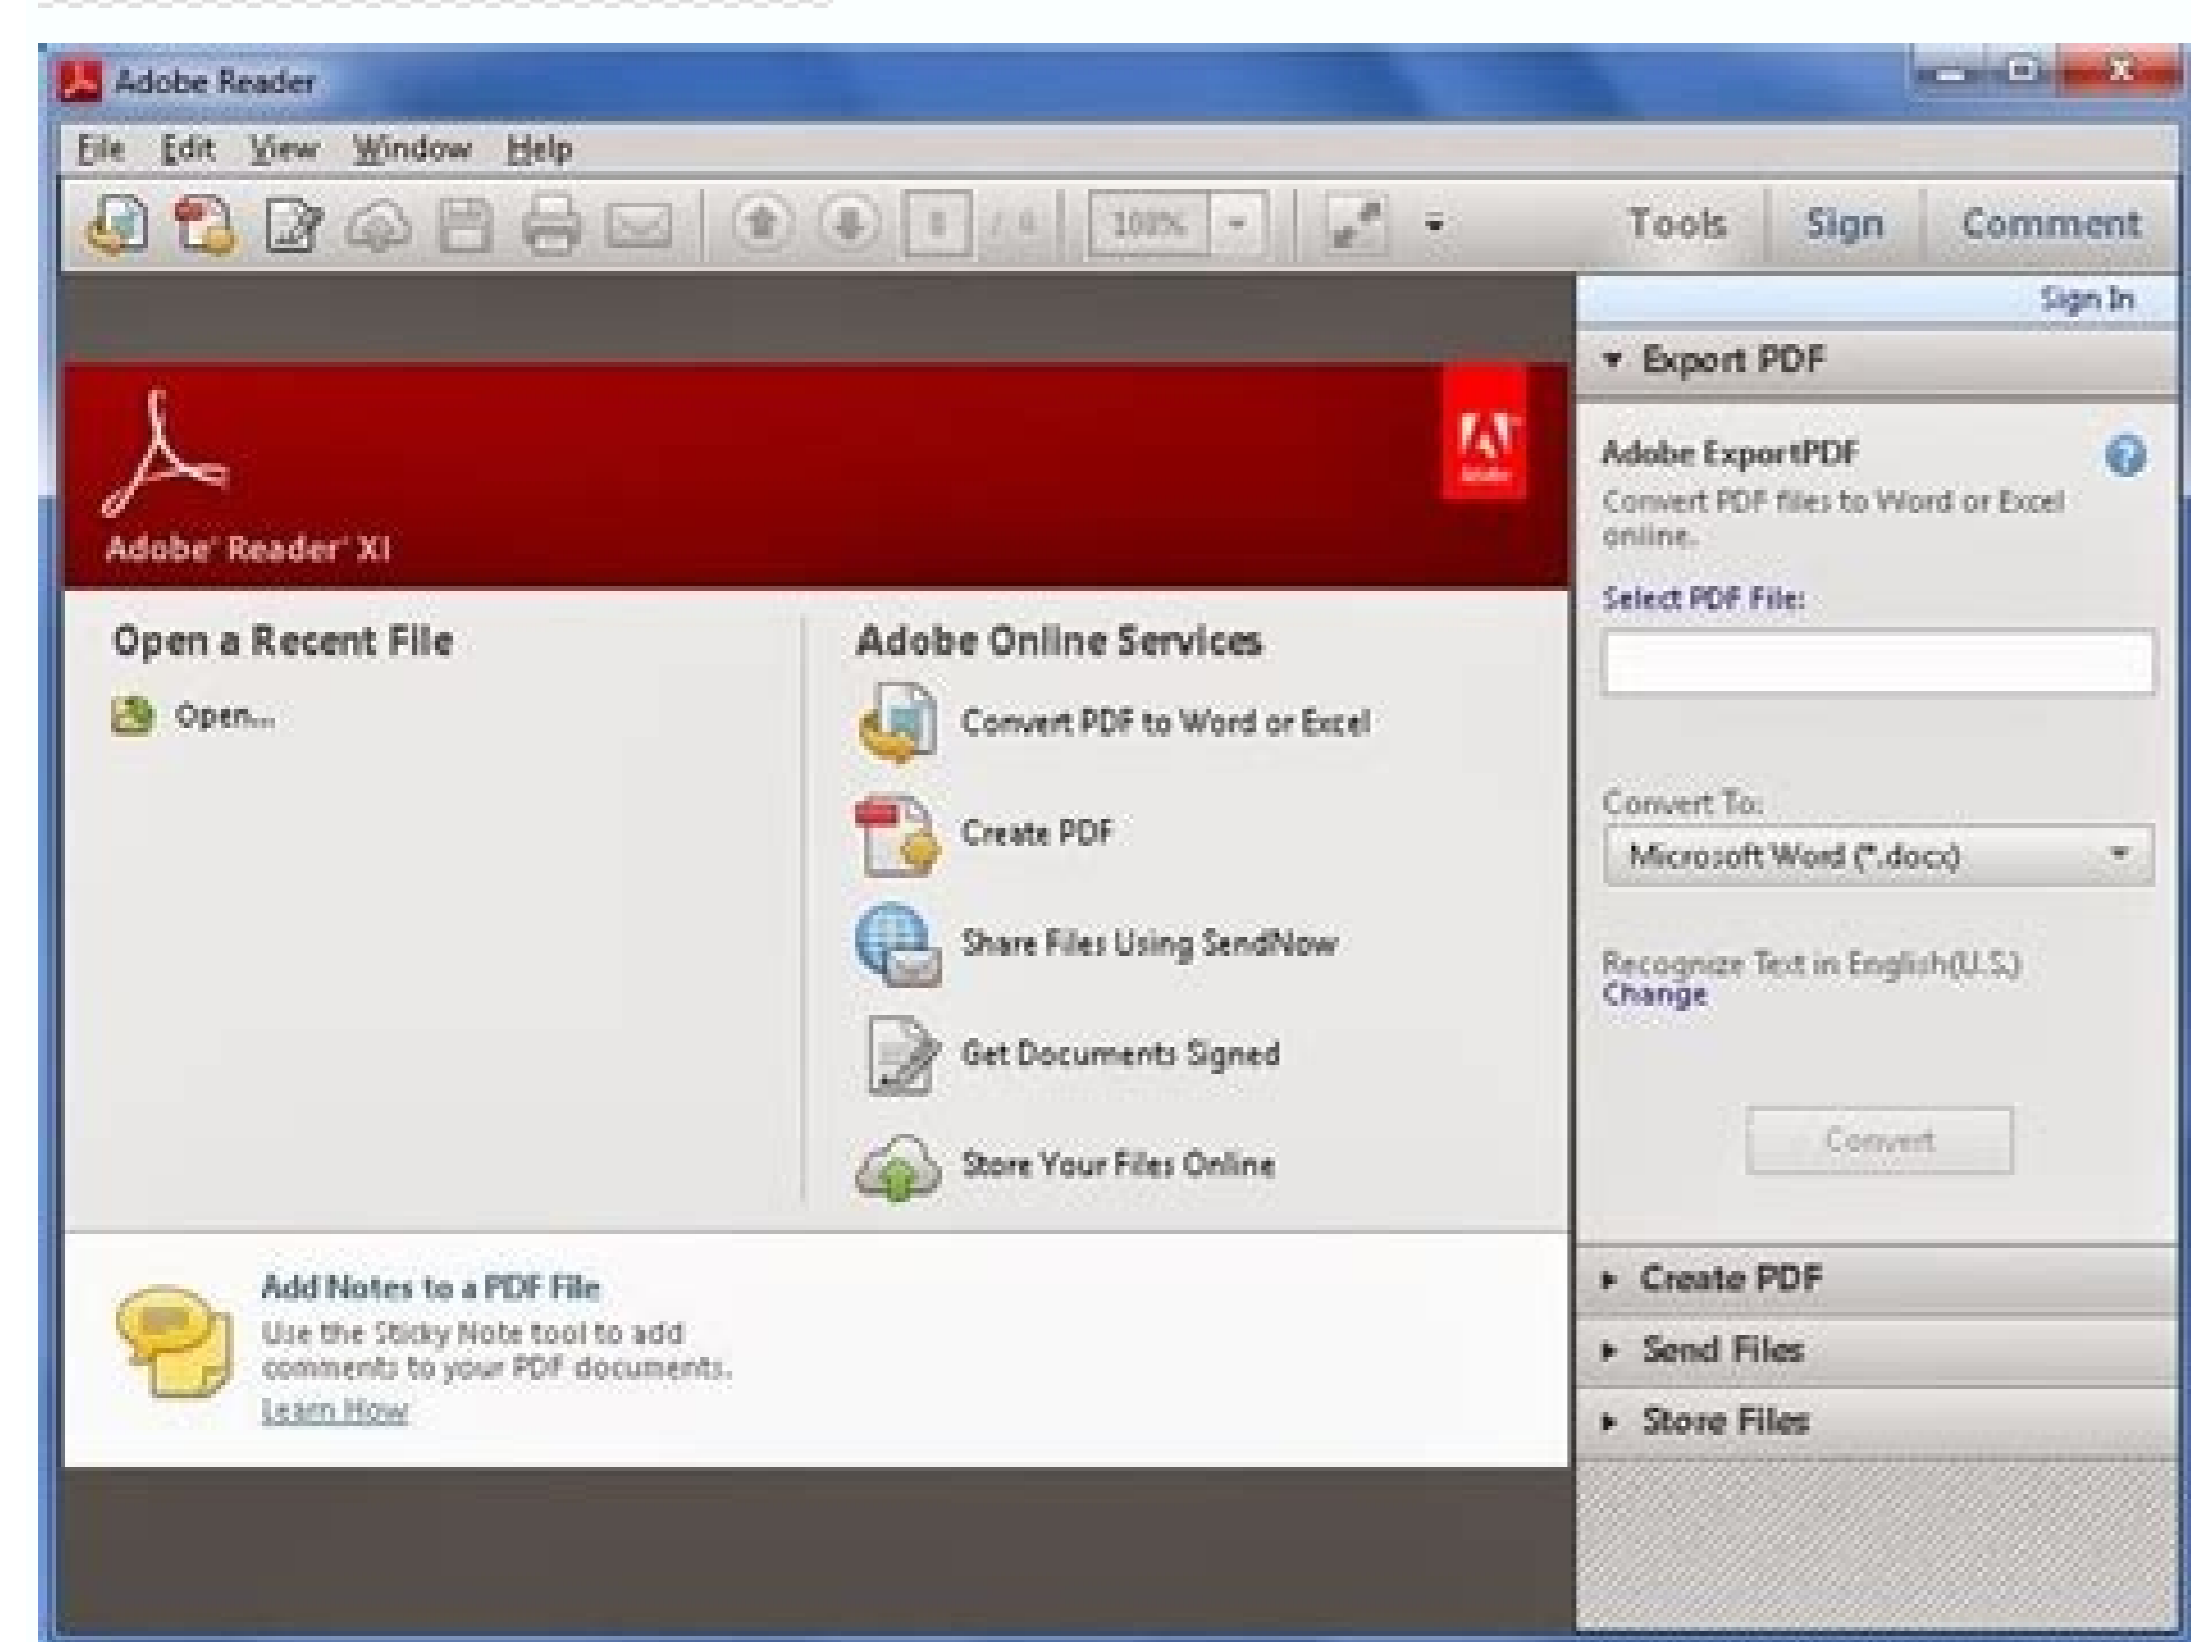 Adobe Reader
File Edit View Window Help
100%
Tools Sign Comment
Sign In
Adobe
Adobe® Reader® XI
Open a Recent File
Open...
Adobe Online Services
Convert PDF to Word or Excel
Create PDF
Share Files Using SendNow
Get Documents Signed
Store Your Files Online
Add Notes to a PDF File
Use the Sticky Note tool to add
comments to your PDF documents.
Learn How
Export PDF
Adobe ExportPDF
Convert PDF files to Word or Excel
online.
Select PDF File:
Convert To:
Microsoft Word (*.docx)
Recognize Text in English(U.S.)
Change
Convert
Create PDF
Send Files
Store Files